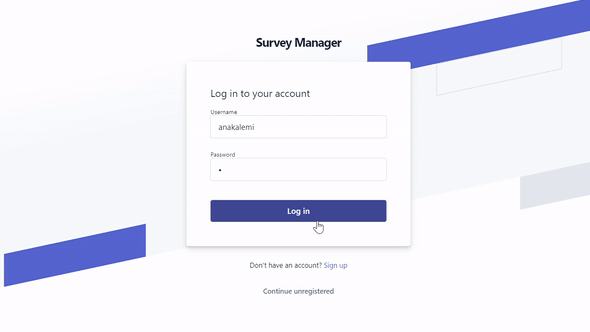 Survey Manager
Log in to your account
Username
anakalemi
Password
•
Log in
Don't have an account? Sign up
Continue unregistered